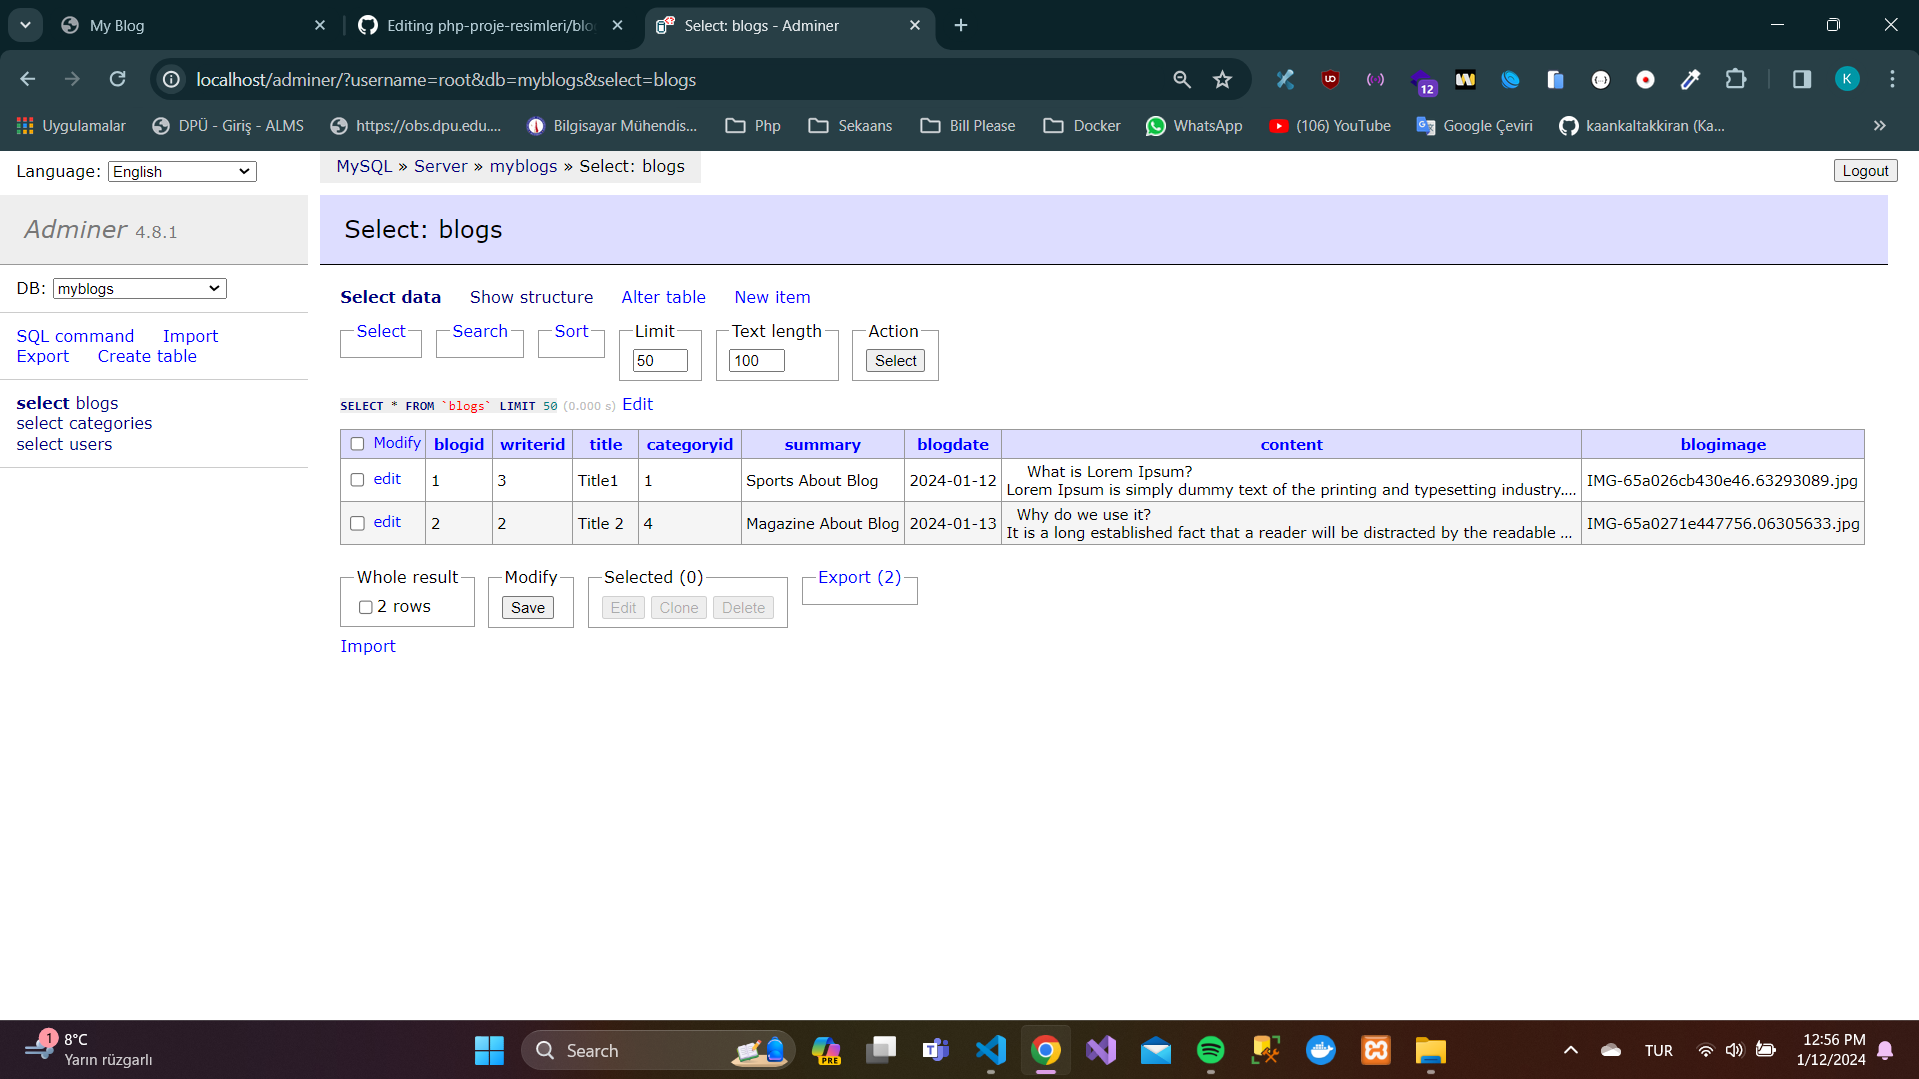 My Blog
Editing php-proje-resimleri/blo
Select: blogs - Adminer
localhost/adminer/?username=root&db=myblogs&select=blogs
12
K
Uygulamalar
DPÜ - Giriş - ALMS
https://obs.dpu.edu....
Bilgisayar Mühendis...
Php
Sekaans
Bill Please
Docker
WhatsApp
(106) YouTube
Google Çeviri
kaankaltakkiran (Ka...
Language: English
MySQL » Server » myblogs » Select: blogs
Logout
Adminer 4.8.1
Select: blogs
DB: myblogs
SQL command Import
Export Create table
select blogs
select categories
select users
Select data Show structure Alter table New item
Select Search Sort Limit Text length Action
50 100 Select
SELECT * FROM `blogs` LIMIT 50 (0.000 s) Edit
Modify blogid writerid title categoryid summary blogdate content blogimage
edit 1 3 Title1 1 Sports About Blog 2024-01-12 What is Lorem Ipsum?
Lorem Ipsum is simply dummy text of the printing and typesetting industry.... IMG-65a026cb430e46.63293089.jpg
edit 2 2 Title 2 4 Magazine About Blog 2024-01-13 Why do we use it?
It is a long established fact that a reader will be distracted by the readable ... IMG-65a0271e447756.06305633.jpg
Whole result Modify Selected (0) Export (2)
2 rows Save Edit Clone Delete
Import
1
8°C
Yarın rüzgarlı
Search
PRE
TUR
12:56 PM
1/12/2024